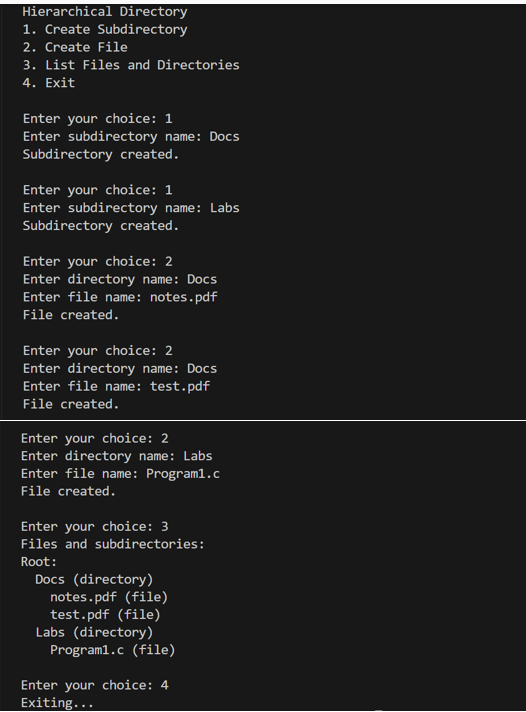 Hierarchical Directory
1. Create Subdirectory
2. Create File
3. List Files and Directories
4. Exit
Enter your choice: 1
Enter subdirectory name: Docs
Subdirectory created.
Enter your choice: 1
Enter subdirectory name: Labs
Subdirectory created.
Enter your choice: 2
Enter directory name: Docs
Enter file name: notes.pdf
File created.
Enter your choice: 2
Enter directory name: Docs
Enter file name: test.pdf
File created.
Enter your choice: 2
Enter directory name: Labs
Enter file name: Program1.c
File created.
Enter your choice: 3
Files and subdirectories:
Root:
  Docs (directory)
    notes.pdf (file)
    test.pdf (file)
  Labs (directory)
    Program1.c (file)
Enter your choice: 4
Exiting...